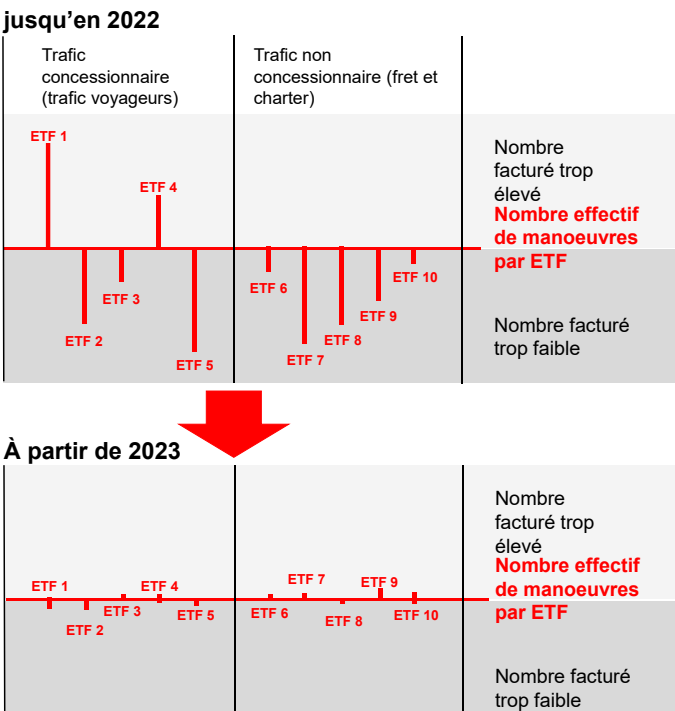 jusqu'en 2022
Trafic
concessionnaire
(trafic voyageurs)
Trafic non
concessionnaire (fret et
charter)
ETF 1
ETF 4
ETF 3
ETF 2
ETF 5
ETF 6
ETF 10
ETF 9
ETF 8
ETF 7
Nombre
facturé trop
élevé
Nombre effectif
de manoeuvres
par ETF
Nombre facturé
trop faible
À partir de 2023
ETF 1
ETF 4
ETF 3
ETF 5
ETF 2
ETF 7
ETF 9
ETF 6
ETF 10
ETF 8
Nombre
facturé trop
élevé
Nombre effectif
de manoeuvres
par ETF
Nombre facturé
trop faible